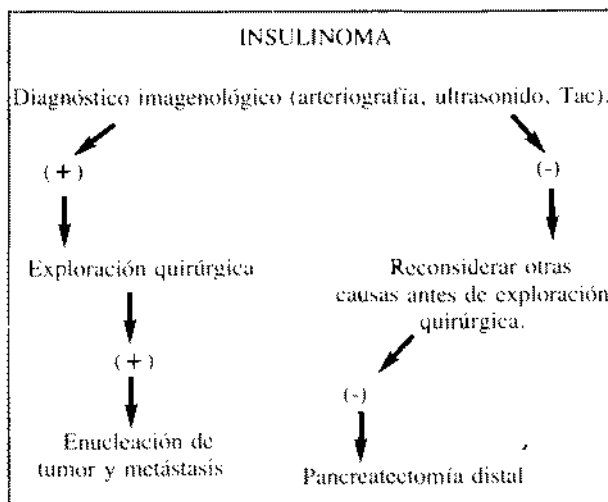 INSULINOMA
Diagnóstico imagenológico (arteriografía, ultrasonido, Tac).
(+)
(-)
Exploración quirúrgica
Reconsiderar otras
causas antes de exploración
quirúrgica.
(+)
(-)
Enucleación de
tumor y metástasis
Pancreatectomía distal